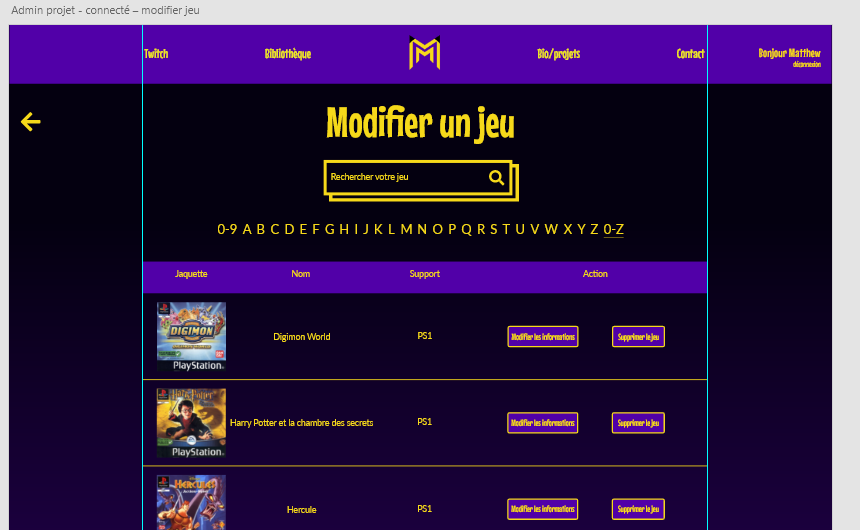 Admin projet - connecté – modifier jeu
Twitch
Bibliothèque
Bio/projets
Contact
Bonjour Matthew
déconnexion
Modifier un jeu
Rechercher votre jeu
0-9 A B C D E F G H I J K L M N O P Q R S T U V W X Y Z 0-Z
Jaquette Nom Support Action
DIGIMON
PlayStation.
Digimon World PS1 Modifier les informations Supprimer le jeu
Harry Potter
PlayStation.
Harry Potter et la chambre des secrets PS1 Modifier les informations Supprimer le jeu
HERCULES
Hercule PS1 Modifier les informations Supprimer le jeu